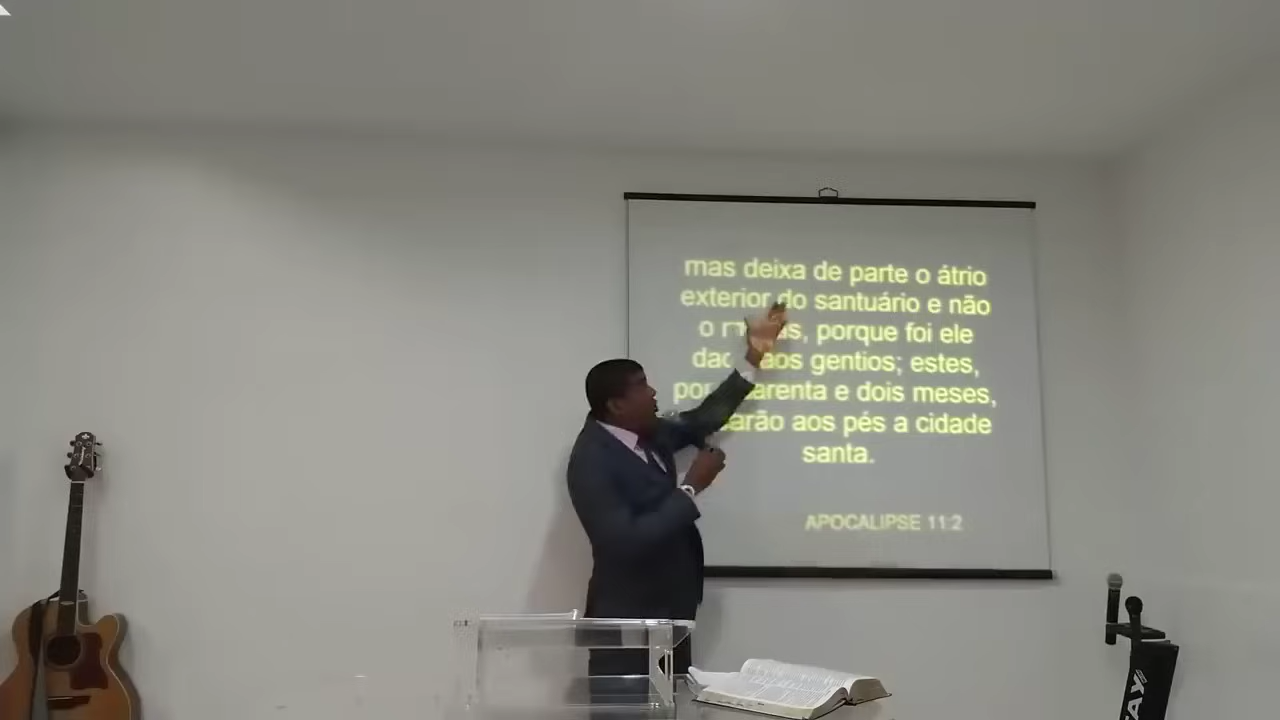 mas deixa de parte o átrio
exterior do santuário e não
o, porque foi ele
aos gentios; estes,
e dois meses,
aos pés a cidade
santa.
APOCALIPSE 11:2